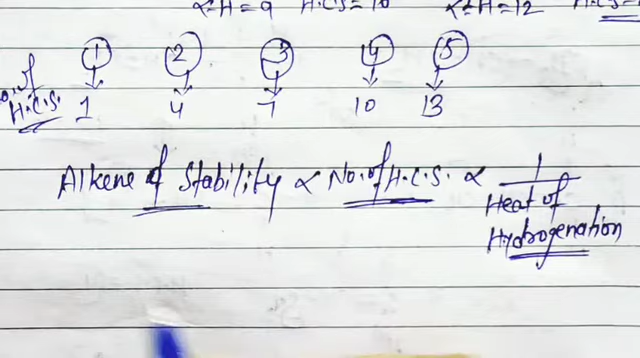 α-H = 9 H.C.S = 10 α-H = 12
1 2 3 4 5
of H.C.S. 1 4 7 10 13
Alkene of Stability ∝ No. of H.C.S. ∝ 1
Heat of
Hydrogenation